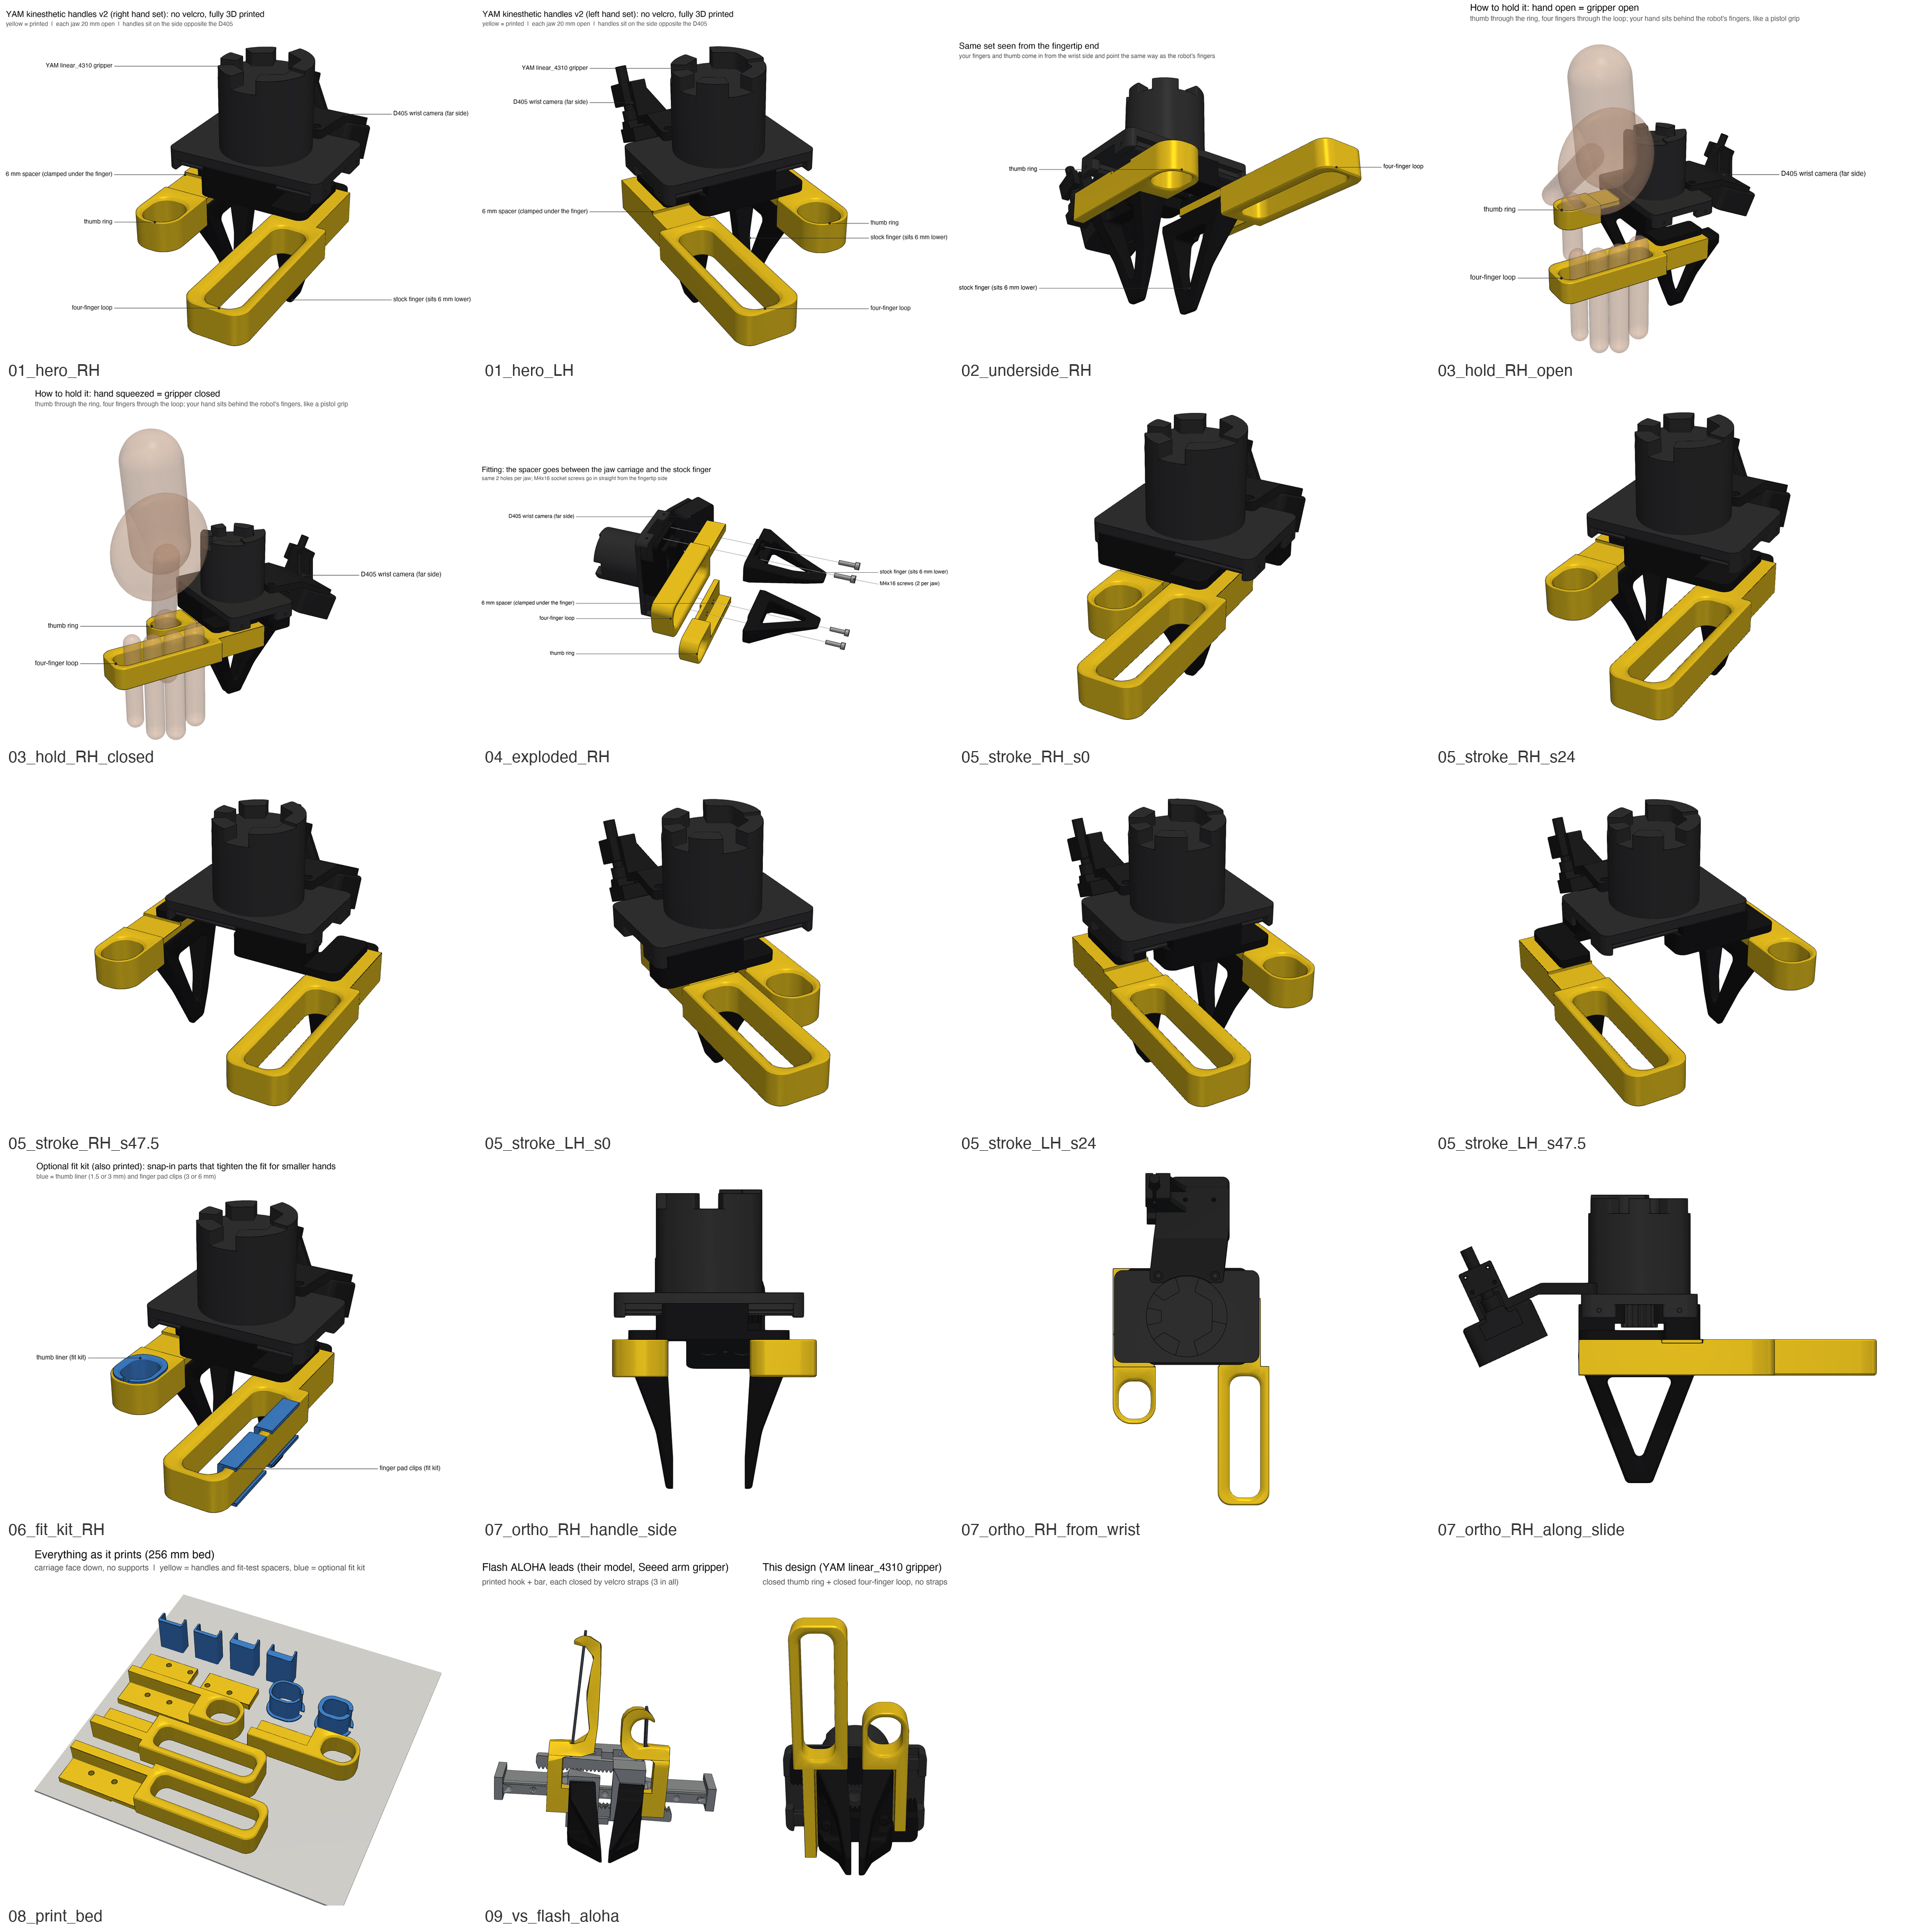 YAM kinesthetic handles v2 (right hand set): no velcro, fully 3D printed
yellow = printed | each jaw 20 mm open | handles sit on the side opposite the D405
YAM linear_4310 gripper
D405 wrist camera (far side)
6 mm spacer (clamped under the finger)
thumb ring
stock finger (sits 6 mm lower)
four-finger loop
01_hero_RH
YAM kinesthetic handles v2 (left hand set): no velcro, fully 3D printed
yellow = printed | each jaw 20 mm open | handles sit on the side opposite the D405
YAM linear_4310 gripper
D405 wrist camera (far side)
6 mm spacer (clamped under the finger)
thumb ring
stock finger (sits 6 mm lower)
four-finger loop
01_hero_LH
Same set seen from the fingertip end
your fingers and thumb come in from the wrist side and point the same way as the robot's fingers
thumb ring
four-finger loop
stock finger (sits 6 mm lower)
02_underside_RH
How to hold it: hand open = gripper open
thumb through the ring, four fingers through the loop; your hand sits behind the robot's fingers, like a pistol grip
D405 wrist camera (far side)
thumb ring
four-finger loop
03_hold_RH_open
How to hold it: hand squeezed = gripper closed
thumb through the ring, four fingers through the loop; your hand sits behind the robot's fingers, like a pistol grip
D405 wrist camera (far side)
thumb ring
four-finger loop
03_hold_RH_closed
Fitting: the spacer goes between the jaw carriage and the stock finger
same 2 holes per jaw, M4x16 socket screws go in straight from the fingertip side
D405 wrist camera (far side)
stock finger (sits 6 mm lower)
M4x16 screws (2 per jaw)
6 mm spacer (clamped under the finger)
four-finger loop
thumb ring
04_exploded_RH
05_stroke_RH_s0
05_stroke_RH_s24
05_stroke_RH_s47.5
05_stroke_LH_s0
05_stroke_LH_s24
05_stroke_LH_s47.5
Optional fit kit (also printed): snap-in parts that tighten the fit for smaller hands
blue = thumb liner (1.5 or 3 mm) and finger pad clips (3 or 6 mm)
thumb liner (fit kit)
finger pad clips (fit kit)
06_fit_kit_RH
07_ortho_RH_handle_side
07_ortho_RH_from_wrist
07_ortho_RH_along_slide
Everything as it prints (256 mm bed)
carriage face down, no supports | yellow = handles and fit-test spacers, blue = optional fit kit
08_print_bed
Flash ALOHA leads (their model, Seeed arm gripper)
printed hook + bar, each closed by velcro straps (3 in all)
This design (YAM linear_4310 gripper)
closed thumb ring + closed four-finger loop, no straps
09_vs_flash_aloha